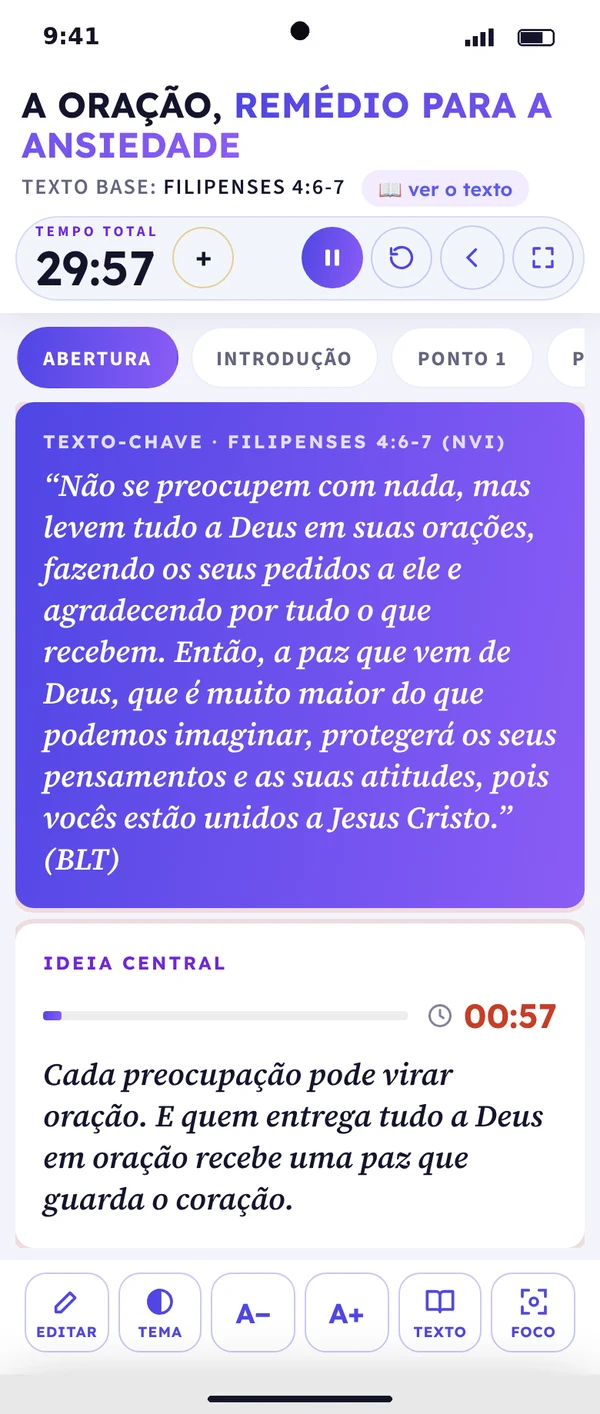 9:41
A ORAÇÃO, REMÉDIO PARA A
ANSIEDADE
TEXTO BASE: FILIPENSES 4:6-7 📖 ver o texto
TEMPO TOTAL
29:57 +
ABERTURA INTRODUÇÃO PONTO 1 P
TEXTO-CHAVE · FILIPENSES 4:6-7 (NVI)
“Não se preocupem com nada, mas
levem tudo a Deus em suas orações,
fazendo os seus pedidos a ele e
agradecendo por tudo o que
recebem. Então, a paz que vem de
Deus, que é muito maior do que
podemos imaginar, protegerá os seus
pensamentos e as suas atitudes, pois
vocês estão unidos a Jesus Cristo.”
(BLT)
IDEIA CENTRAL
00:57
Cada preocupação pode virar
oração. E quem entrega tudo a Deus
em oração recebe uma paz que
guarda o coração.
A− A+
EDITAR TEMA TEXTO FOCO